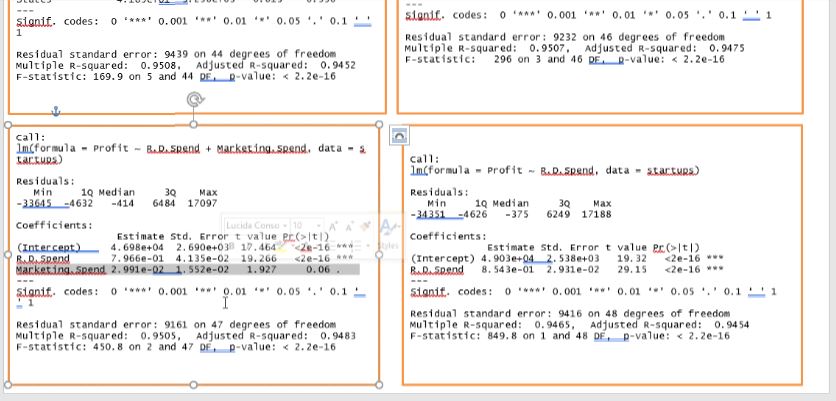 Signif. codes:  0 '***' 0.001 '**' 0.01 '*' 0.05 '.' 0.1 ' '
1
Residual standard error: 9439 on 44 degrees of freedom
Multiple R-squared:  0.9508,  Adjusted R-squared:  0.9452
F-statistic: 169.9 on 5 and 44 DF,  p-value: < 2.2e-16
---
Signif. codes:  0 '***' 0.001 '**' 0.01 '*' 0.05 '.' 0.1 ' ' 1
Residual standard error: 9232 on 46 degrees of freedom
Multiple R-squared:  0.9507,  Adjusted R-squared:  0.9475
F-statistic:   296 on 3 and 46 DF,  p-value: < 2.2e-16
Call:
lm(formula = Profit ~ R.D.Spend + Marketing.Spend, data = s
tartups)
Residuals:
Min 1Q Median 3Q Max
-33645 -4632 -414 6484 17097
Coefficients:
Estimate Std. Error t value Pr(>|t|)
(Intercept) 4.698e+04 2.690e+03 17.464 <2e-16 ***
R.D.Spend 7.966e-01 4.135e-02 19.266 <2e-16 ***
Marketing.Spend 2.991e-02 1.552e-02 1.927 0.06 .
---
Signif. codes:  0 '***' 0.001 '**' 0.01 '*' 0.05 '.' 0.1 '
' 1
Residual standard error: 9161 on 47 degrees of freedom
Multiple R-squared:  0.9505,  Adjusted R-squared:  0.9483
F-statistic: 450.8 on 2 and 47 DF,  p-value: < 2.2e-16
Lucida Conso 10
Styles
Call:
lm(formula = Profit ~ R.D.Spend, data = startups)
Residuals:
Min 1Q Median 3Q Max
-34351 -4626 -375 6249 17188
Coefficients:
Estimate Std. Error t value Pr(>|t|)
(Intercept) 4.903e+04 2.538e+03 19.32 <2e-16 ***
R.D.Spend 8.543e-01 2.931e-02 29.15 <2e-16 ***
---
Signif. codes:  0 '***' 0.001 '**' 0.01 '*' 0.05 '.' 0.1 ' ' 1
Residual standard error: 9416 on 48 degrees of freedom
Multiple R-squared:  0.9465,  Adjusted R-squared:  0.9454
F-statistic: 849.8 on 1 and 48 DF,  p-value: < 2.2e-16